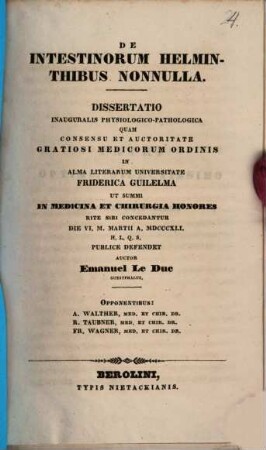 DE
INTESTINORUM HELMIN-
THIBUS NONNULLA.
DISSERTATIO
INAUGURALIS PHYSIOLOGICO-PATHOLOGICA
QUAM
CONSENSU ET AUCTORITATE
GRATIOSI MEDICORUM ORDINIS
IN
ALMA LITERARUM UNIVERSITATE
FRIDERICA GUILELMA
UT SUMMI
IN MEDICINA ET CHIRURGIA HONORES
RITE SIBI CONCEDANTUR
DIE VI. M. MARTII A. MDCCCXLI.
H. L. Q. S.
PUBLICE DEFENDET
AUCTOR
Emanuel Le Duc
OPPONENTIBUS:
A. WALTHER, MED. ET CHIR. DR.
R. TAUBNER, MED. ET CHIR. DR.
FR. WAGNER, MED. ET CHIR. DR.
BEROLINI,
TYPIS NIETACKIANIS.